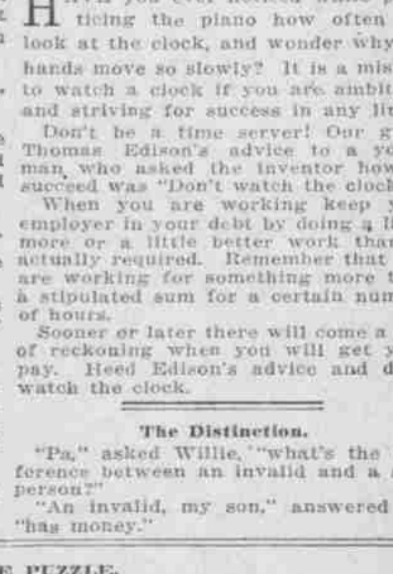 ticing the piano how often
look at the clock, and wonder why
hands move so slowly? It is a mis
to watch a clock if you are ambit
and striving for success in any lin
Don't be a time server! Our g
Thomas Edison's advice to a yo
man, who asked the inventor how
succeed was "Don't watch the clock
When you are working keep y
employer in your debt by doing a li
more or a little better work than
actually required. Remember that
are working for something more t
a stipulated sum for a certain num
of hours.
Sooner or later there will come a
of reckoning when you will get y
pay. Heed Edison's advice and d
watch the clock.
The Distinction.
"Pa," asked Willie, "what's the
ference between an invalid and a
person?"
"An invalid, my son," answered
"has money."
E PUZZLE.